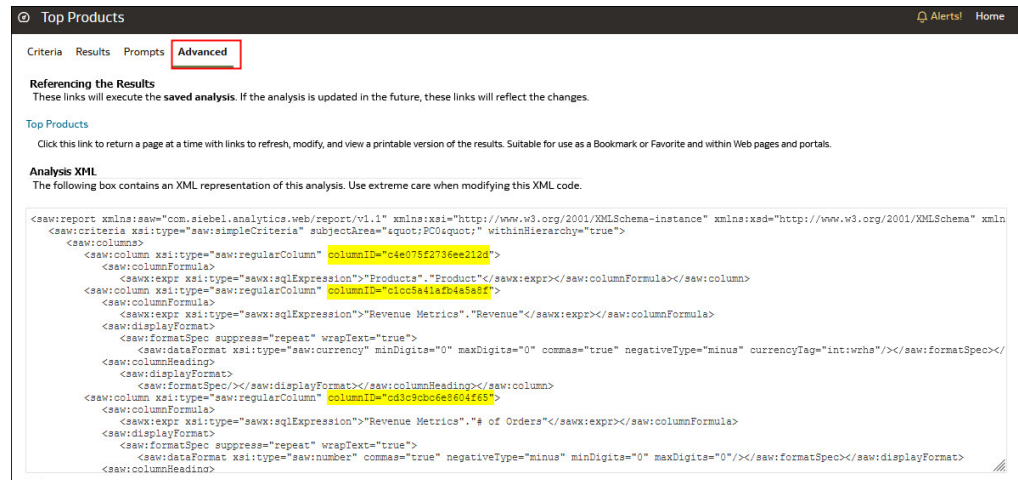 Top Products
Alerts! Home
Criteria Results Prompts Advanced
Referencing the Results
These links will execute the saved analysis. If the analysis is updated in the future, these links will reflect the changes.
Top Products
Click this link to return a page at a time with links to refresh, modify, and view a printable version of the results. Suitable for use as a Bookmark or Favorite and within Web pages and portals.
Analysis XML
The following box contains an XML representation of this analysis. Use extreme care when modifying this XML code.
<saw:report xmlns:saw="com.siebel.analytics.web/report/v1.1" xmlns:xsi="http://www.w3.org/2001/XMLSchema-instance" xmlns:xsd="http://www.w3.org/2001/XMLSchema" xmln
<saw:criteria xsi:type="saw:simpleCriteria" subjectArea="&quot;PC0&quot;" withinHierarchy="true">
<saw:columns>
<saw:column xsi:type="saw:regularColumn" columnID="c4e075f2736ee212d">
<saw:columnFormula>
<sawx:expr xsi:type="sawx:sqlExpression">"Products"."Product"</sawx:expr></saw:columnFormula></saw:column>
<saw:column xsi:type="saw:regularColumn" columnID="c1cc5a41afb4a5a8f">
<saw:columnFormula>
<sawx:expr xsi:type="sawx:sqlExpression">"Revenue Metrics"."Revenue"</sawx:expr></saw:columnFormula>
<saw:displayFormat>
<saw:formatSpec suppress="repeat" wrapText="true">
<saw:dataFormat xsi:type="saw:currency" minDigits="0" maxDigits="0" commas="true" negativeType="minus" currencyTag="int:wrhs"/></saw:formatSpec></
<saw:columnHeading>
<saw:displayFormat>
<saw:formatSpec/></saw:displayFormat></saw:columnHeading></saw:column>
<saw:column xsi:type="saw:regularColumn" columnID="cd3c9cbc6e8604f65">
<saw:columnFormula>
<sawx:expr xsi:type="sawx:sqlExpression">"Revenue Metrics"."# of Orders"</sawx:expr></saw:columnFormula>
<saw:displayFormat>
<saw:formatSpec suppress="repeat" wrapText="true">
<saw:dataFormat xsi:type="saw:number" commas="true" negativeType="minus" minDigits="0" maxDigits="0"/></saw:formatSpec></saw:displayFormat>
<saw:columnHeading>